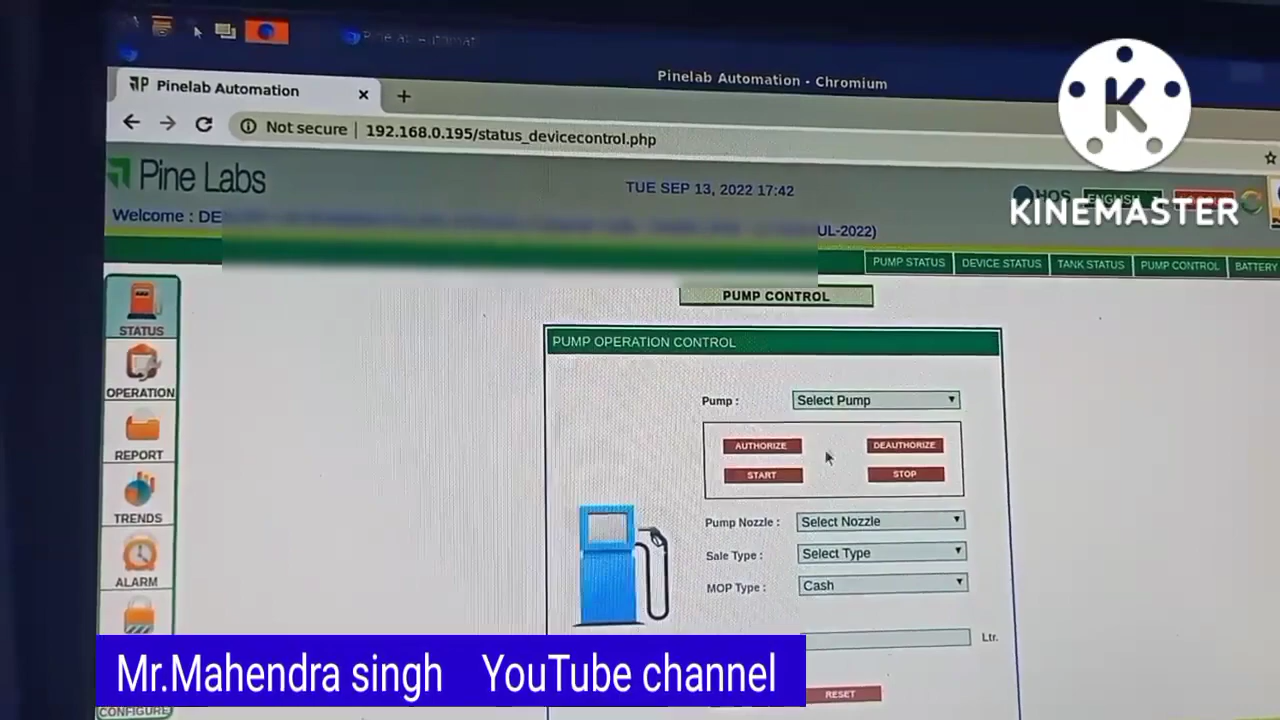 Pinelab Automation - Chromium
Pinelab Automation
Not secure | 192.168.0.195/status_devicecontrol.php
K
KINEMASTER
Pine Labs
TUE SEP 13, 2022 17:42
HOS
ENGLISH
Welcome : DE
UL-2022)
PUMP STATUS
DEVICE STATUS
TANK STATUS
PUMP CONTROL
BATTERY
PUMP CONTROL
STATUS
OPERATION
REPORT
TRENDS
ALARM
PUMP OPERATION CONTROL
Pump : Select Pump
AUTHORIZE
DEAUTHORIZE
START
STOP
Pump Nozzle : Select Nozzle
Sale Type : Select Type
MOP Type : Cash
Ltr.
RESET
Mr.Mahendra singh YouTube channel
CONFIGURE